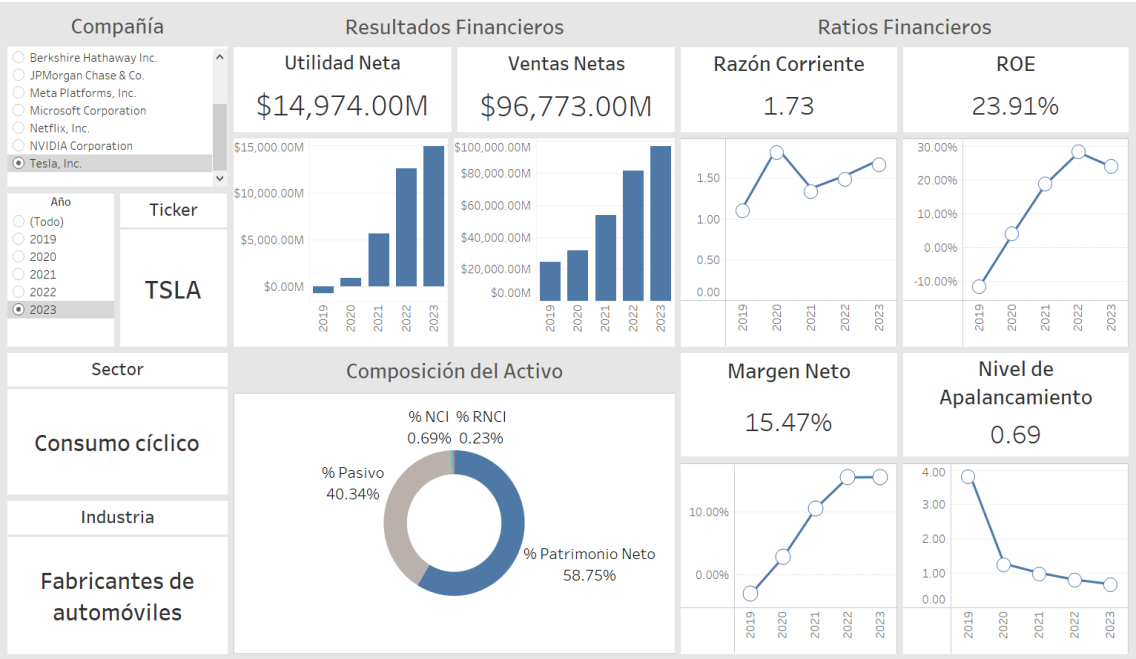 Compañía
Berkshire Hathaway Inc.
JPMorgan Chase & Co.
Meta Platforms, Inc.
Microsoft Corporation
Netflix, Inc.
NVIDIA Corporation
Tesla, Inc.
Año
(Todo)
2019
2020
2021
2022
2023
Ticker
TSLA
Sector
Consumo cíclico
Industria
Fabricantes de
automóviles
Resultados Financieros
Utilidad Neta
$14,974.00M
Ventas Netas
$96,773.00M
$15,000.00M
$10,000.00M
$5,000.00M
$0.00M
2019
2020
2021
2022
2023
$100,000.00M
$80,000.00M
$60,000.00M
$40,000.00M
$20,000.00M
$0.00M
2019
2020
2021
2022
2023
Composición del Activo
% NCI % RNCI
0.69% 0.23%
% Pasivo
40.34%
% Patrimonio Neto
58.75%
Ratios Financieros
Razón Corriente
1.73
ROE
23.91%
1.50
1.00
0.50
0.00
2019
2020
2021
2022
2023
30.00%
20.00%
10.00%
0.00%
-10.00%
2019
2020
2021
2022
2023
Margen Neto
15.47%
Nivel de
Apalancamiento
0.69
10.00%
0.00%
2019
2020
2021
2022
2023
4.00
3.00
2.00
1.00
0.00
2019
2020
2021
2022
2023